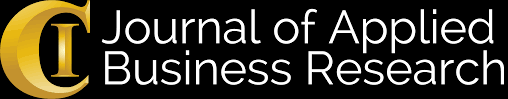 CI
Journal of Applied
Business Research